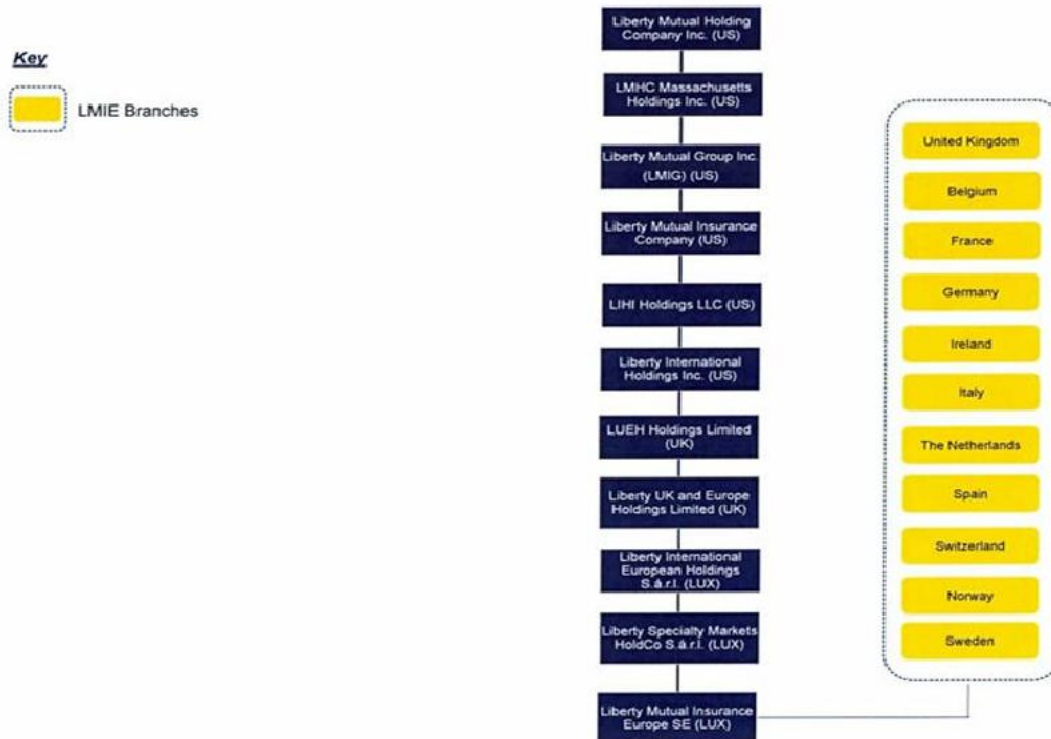 Key
LMIE Branches
Liberty Mutual Holding
Company Inc. (US)
LMHC Massachusetts
Holdings Inc. (US)
Liberty Mutual Group Inc.
(LMIG) (US)
Liberty Mutual Insurance
Company (US)
LIHI Holdings LLC (US)
Liberty International
Holdings Inc. (US)
LUEH Holdings Limited
(UK)
Liberty UK and Europe
Holdings Limited (UK)
Liberty International
European Holdings
S.à.r.l. (LUX)
Liberty Specialty Markets
HoldCo S.à.r.l. (LUX)
Liberty Mutual Insurance
Europe SE (LUX)
United Kingdom
Belgium
France
Germany
Ireland
Italy
The Netherlands
Spain
Switzerland
Norway
Sweden